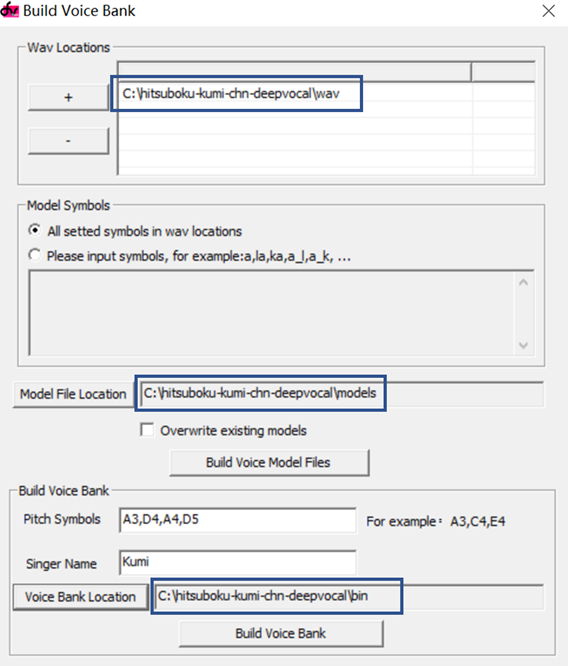 Build Voice Bank
Wav Locations
+
C:\hitsuboku-kumi-chn-deepvocal\wav
-
Model Symbols
All setted symbols in wav locations
Please input symbols, for example:a,la,ka,a_l,a_k, ...
Model File Location
C:\hitsuboku-kumi-chn-deepvocal\models
Overwrite existing models
Build Voice Model Files
Build Voice Bank
Pitch Symbols
A3,D4,A4,D5
For example： A3,C4,E4
Singer Name
Kumi
Voice Bank Location
C:\hitsuboku-kumi-chn-deepvocal\bin
Build Voice Bank